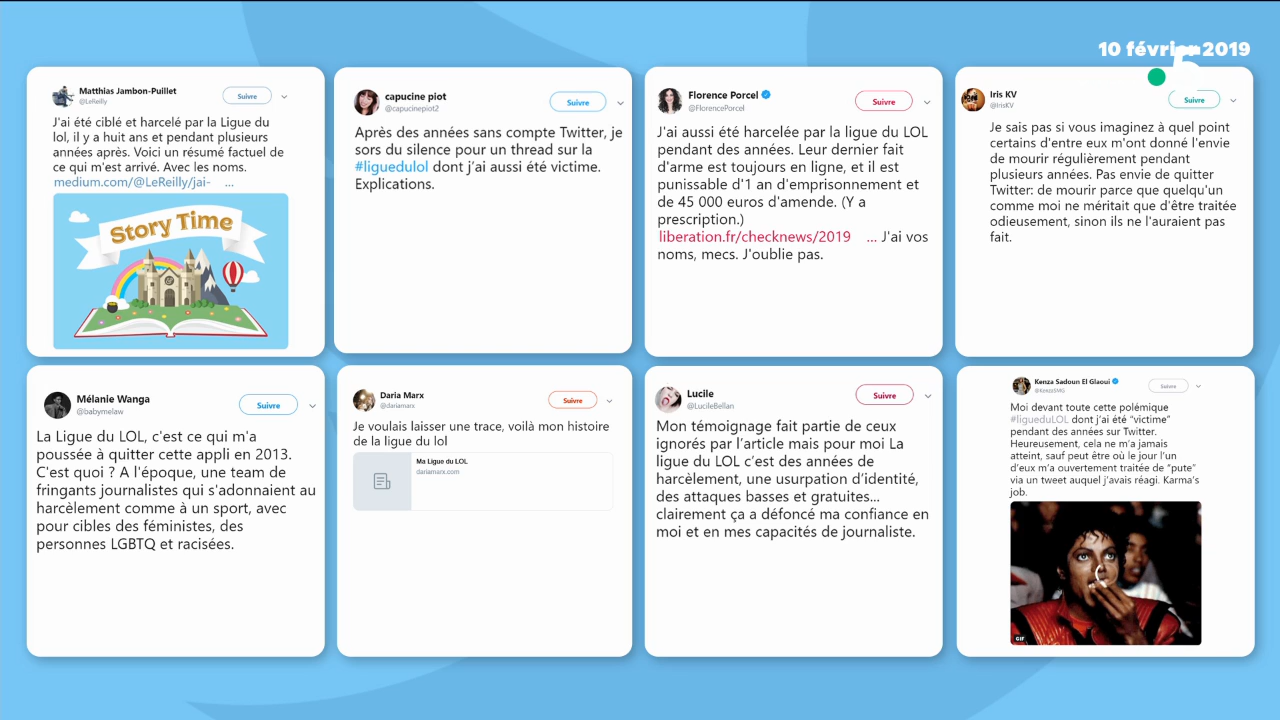 10 février 2019
5
Matthias Jambon-Puillet
@LeReilly
Suivre
J'ai été ciblé et harcelé par la Ligue du
lol, il y a huit ans et pendant plusieurs
années après. Voici un résumé factuel de
ce qui m'est arrivé. Avec les noms.
medium.com/@LeReilly/jai- ...
Story Time
capucine piot
@capucinepiot2
Suivre
Après des années sans compte Twitter, je
sors du silence pour un thread sur la
#liguedulol dont j'ai aussi été victime.
Explications.
Florence Porcel
@FlorencePorcel
Suivre
J'ai aussi été harcelée par la ligue du LOL
pendant des années. Leur dernier fait
d'arme est toujours en ligne, et il est
punissable d'1 an d'emprisonnement et
de 45 000 euros d'amende. (Y a
prescription.)
liberation.fr/checknews/2019 ... J'ai vos
noms, mecs. J'oublie pas.
Iris KV
@IrisKV
Suivre
Je sais pas si vous imaginez à quel point
certains d'entre eux m'ont donné l'envie
de mourir régulièrement pendant
plusieurs années. Pas envie de quitter
Twitter: de mourir parce que quelqu'un
comme moi ne méritait que d'être traitée
odieusement, sinon ils ne l'auraient pas
fait.
Mélanie Wanga
@babymelaw
Suivre
La Ligue du LOL, c'est ce qui m'a
poussée à quitter cette appli en 2013.
C'est quoi ? A l'époque, une team de
fringants journalistes qui s'adonnaient au
harcèlement comme à un sport, avec
pour cibles des féministes, des
personnes LGBTQ et racisées.
Daria Marx
@dariamarx
Suivre
Je voulais laisser une trace, voilà mon histoire
de la ligue du lol
Ma Ligue du LOL
dariamarx.com
Lucile
@LucileBellan
Suivre
Mon témoignage fait partie de ceux
ignorés par l'article mais pour moi La
ligue du LOL c'est des années de
harcèlement, une usurpation d'identité,
des attaques basses et gratuites...
clairement ça a défoncé ma confiance en
moi et en mes capacités de journaliste.
Kenza Sadoun El Glaoui
@KekzaSMG
Suivre
Moi devant toute cette polémique
#ligueduLOL dont j'ai été "victime"
pendant des années sur Twitter.
Heureusement, cela ne m'a jamais
atteint, sauf peut être où le jour l'un
d'eux m'a ouvertement traitée de "pute"
via un tweet auquel j'avais réagi. Karma's
job.
GIF